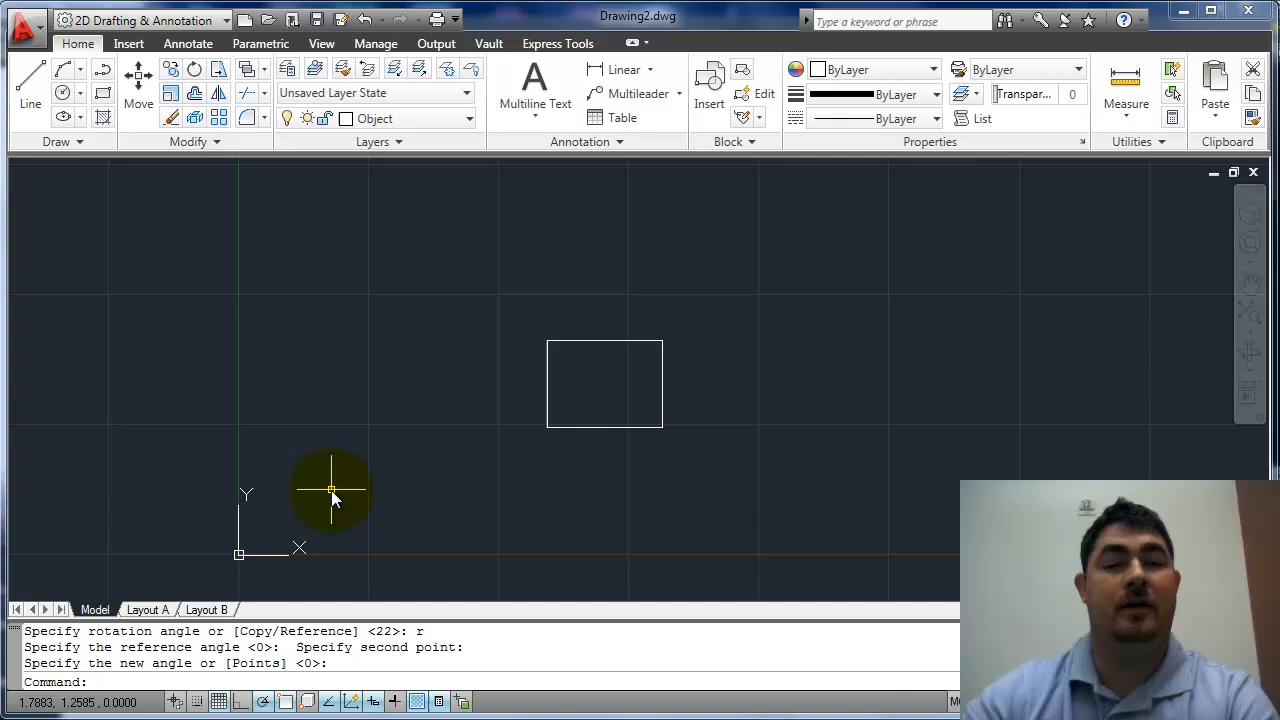 2D Drafting & Annotation
Drawing2.dwg
Type a keyword or phrase
Home Insert Annotate Parametric View Manage Output Vault Express Tools
Line
Move
Unsaved Layer State
Object
A
Multiline Text
Linear
Multileader
Table
Insert
Edit
ByLayer
ByLayer
ByLayer
ByLayer
Transpar... 0
List
Measure
Paste
Draw Modify Layers Annotation Block Properties Utilities Clipboard
Y
X
Model Layout A Layout B
Specify rotation angle or [Copy/Reference] <22>: r
Specify the reference angle <0>: Specify second point:
Specify the new angle or [Points] <0>:
Command:
1.7883, 1.2585, 0.0000